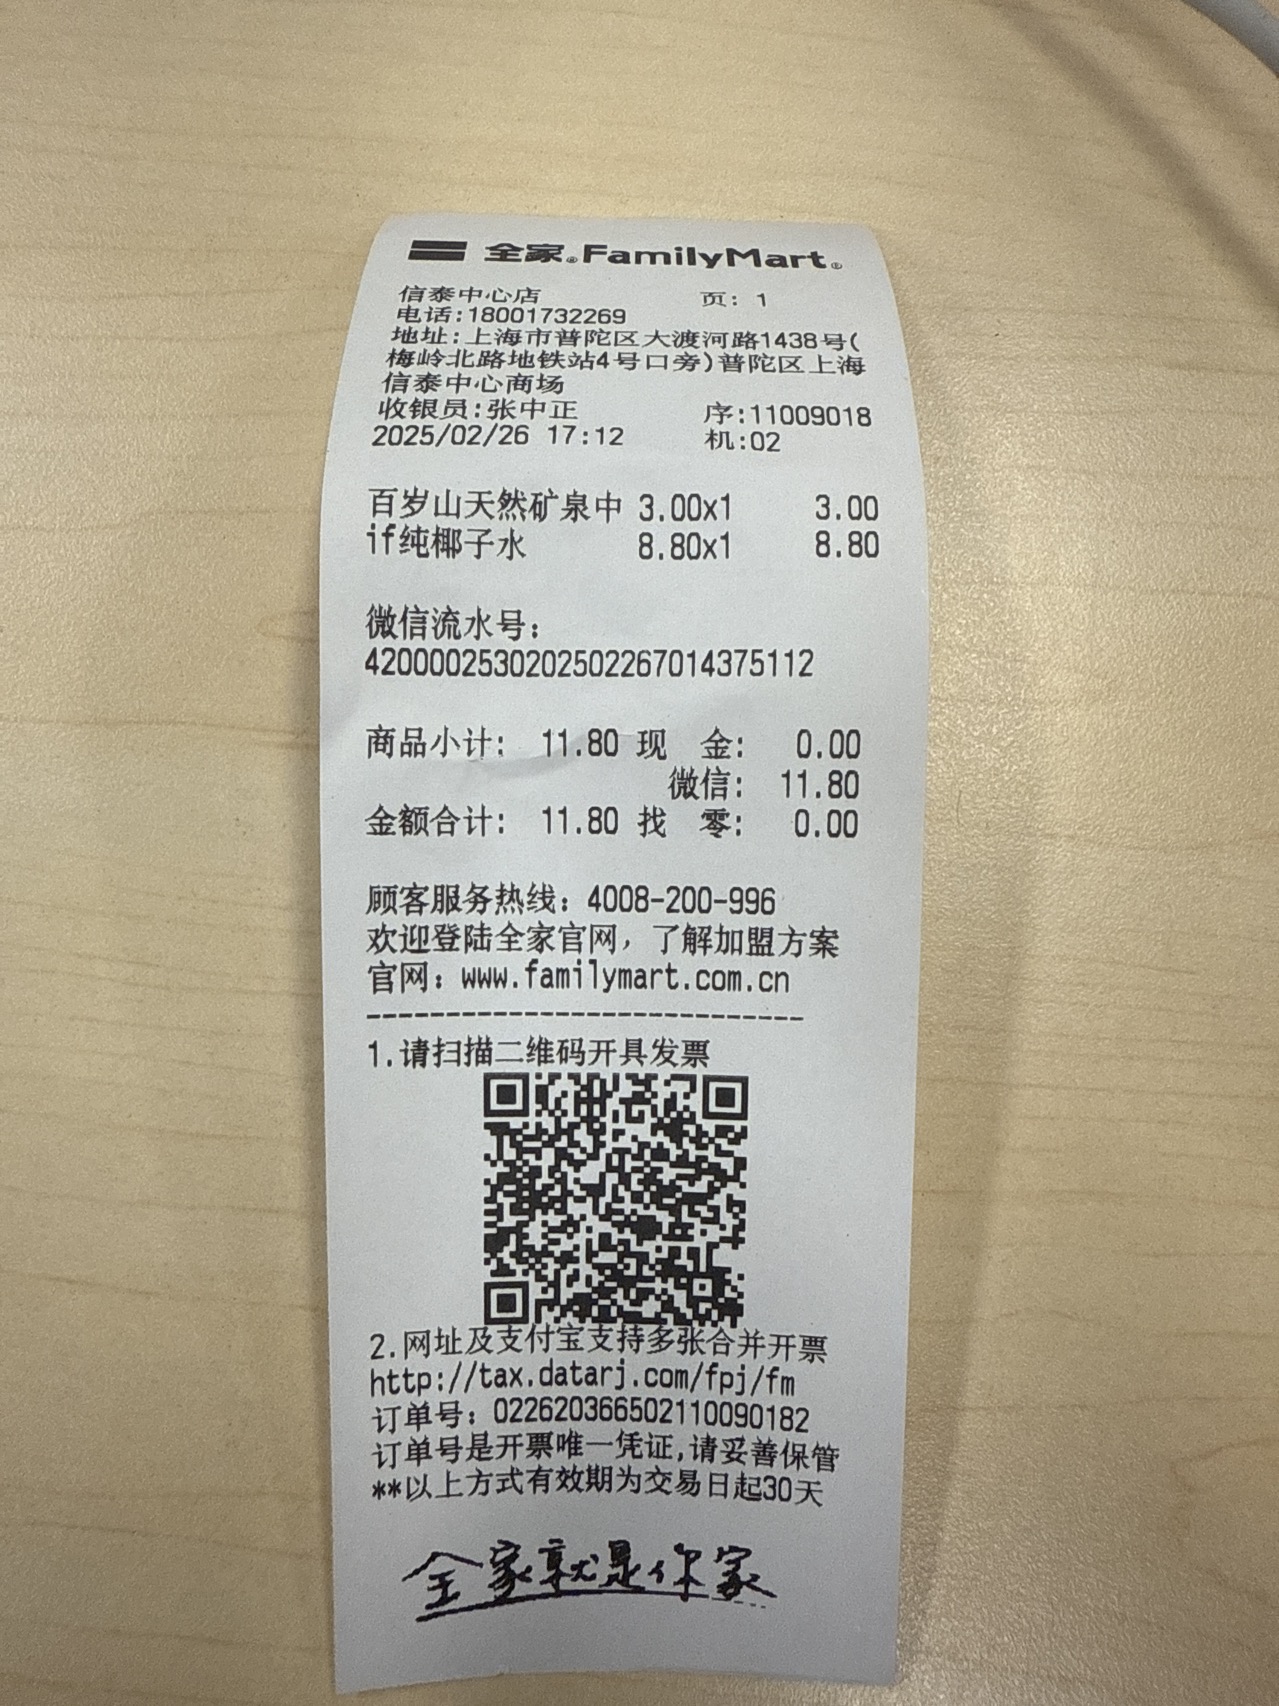 全家®FamilyMart®
信泰中心店 页: 1
电话:18001732269
地址:上海市普陀区大渡河路1438号(
梅岭北路地铁站4号口旁)普陀区上海
信泰中心商场
收银员:张中正 序:11009018
2025/02/26 17:12 机:02
百岁山天然矿泉中 3.00x1 3.00
if纯椰子水 8.80x1 8.80
微信流水号:
4200002530202502267014375112
商品小计: 11.80 现 金: 0.00
微信: 11.80
金额合计: 11.80 找 零: 0.00
顾客服务热线: 4008-200-996
欢迎登陆全家官网, 了解加盟方案
官网: www.familymart.com.cn
----------------------------
1.请扫描二维码开具发票
2.网址及支付宝支持多张合并开票
http://tax.datarj.com/fpj/fm
订单号: 02262036650211009​0182
订单号是开票唯一凭证,请妥善保管
**以上方式有效期为交易日起30天
全家就是你家